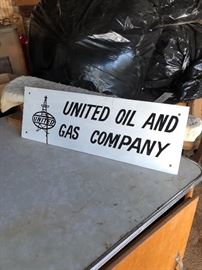 UNITED OIL AND
GAS COMPANY
UNITED